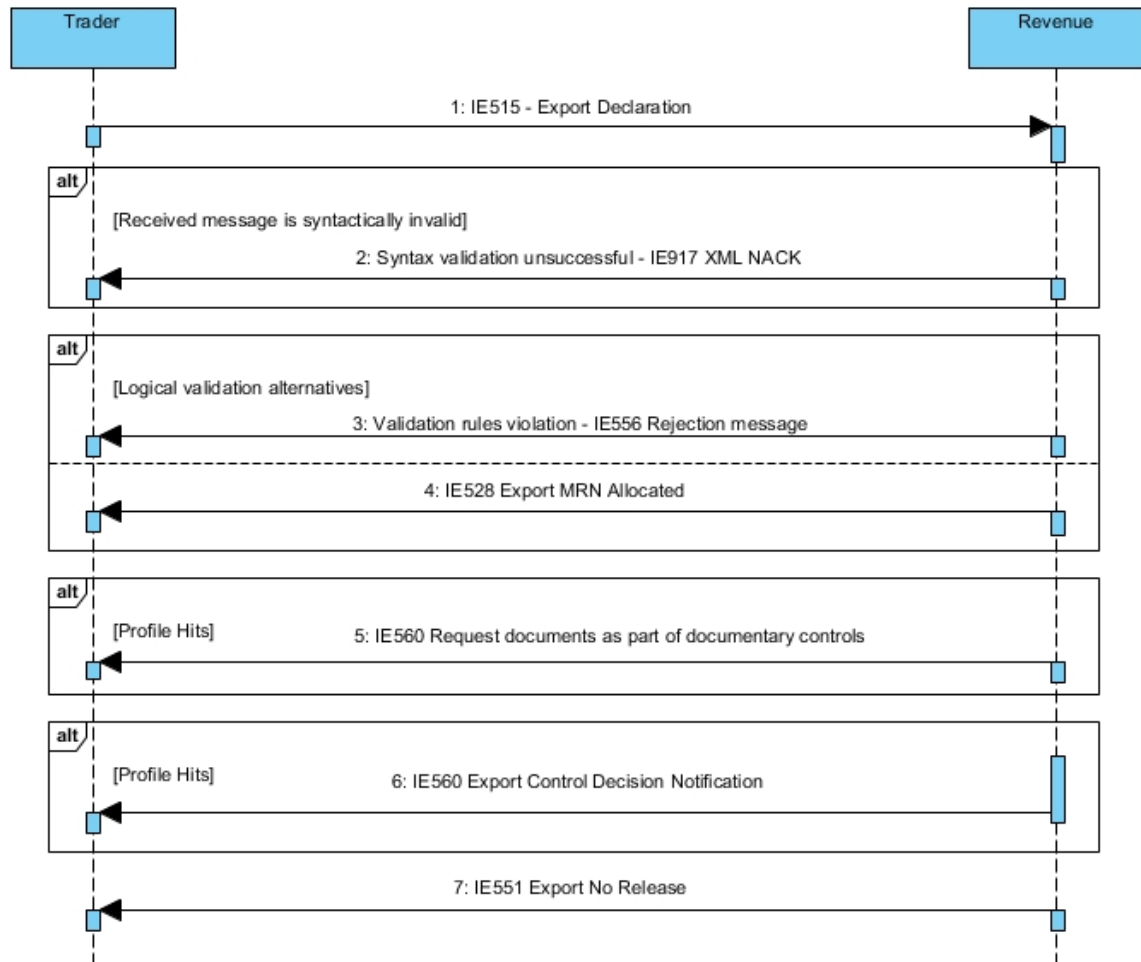 Trader
Revenue
1: IE515 - Export Declaration
alt
[Received message is syntactically invalid]
2: Syntax validation unsuccessful - IE917 XML NACK
alt
[Logical validation alternatives]
3: Validation rules violation - IE556 Rejection message
4: IE528 Export MRN Allocated
alt
[Profile Hits]
5: IE560 Request documents as part of documentary controls
alt
[Profile Hits]
6: IE560 Export Control Decision Notification
7: IE551 Export No Release